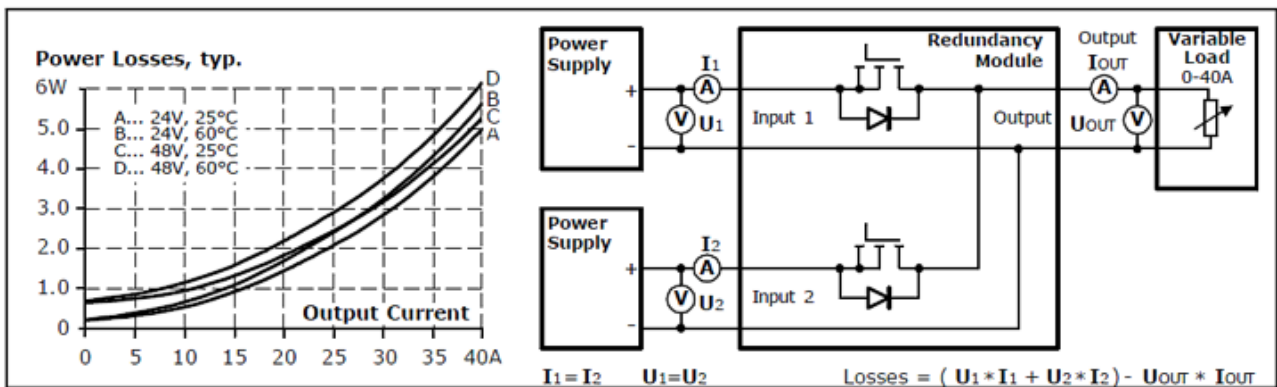 Power Losses, typ.
6W
5.0
4.0
3.0
2.0
1.0
0
A... 24V, 25°C
B... 24V, 60°C
C... 48V, 25°C
D... 48V, 60°C
D
B
C
A
Output Current
0 5 10 15 20 25 30 35 40A
Power
Supply
+
-
I1
A
V U1
Input 1
Redundancy
Module
Output
Output
IOUT
A
UOUT V
Variable
Load
0-40A
Power
Supply
+
-
I2
A
V U2
Input 2
I1=I2 U1=U2 Losses = ( U1*I1 + U2*I2) - UOUT * IOUT